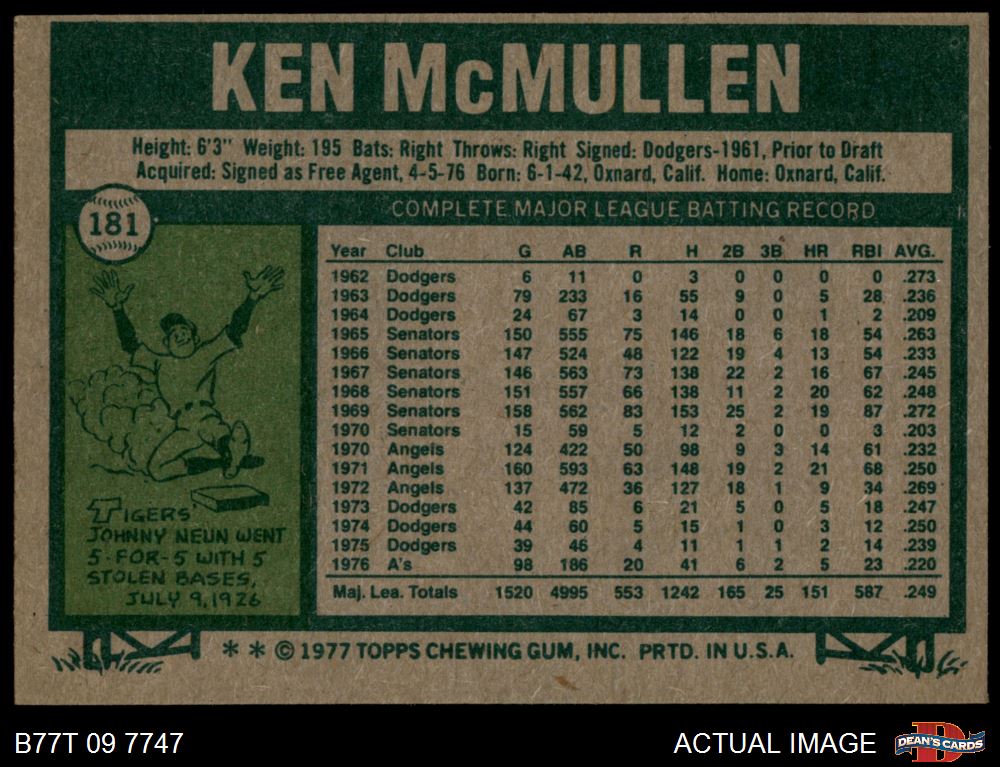 KEN McMULLEN
Height: 6'3" Weight: 195 Bats: Right Throws: Right Signed: Dodgers-1961, Prior to Draft
Acquired: Signed as Free Agent, 4-5-76 Born: 6-1-42, Oxnard, Calif. Home: Oxnard, Calif.
181
COMPLETE MAJOR LEAGUE BATTING RECORD
Year Club G AB R H 2B 3B HR RBI AVG.
1962 Dodgers 6 11 0 3 0 0 0 0 .273
1963 Dodgers 79 233 16 55 9 0 5 28 .236
1964 Dodgers 24 67 3 14 0 0 1 2 .209
1965 Senators 150 555 75 146 18 6 18 54 .263
1966 Senators 147 524 48 122 19 4 13 54 .233
1967 Senators 146 563 73 138 22 2 16 67 .245
1968 Senators 151 557 66 138 11 2 20 62 .248
1969 Senators 158 562 83 153 25 2 19 87 .272
1970 Senators 15 59 5 12 2 0 0 3 .203
1970 Angels 124 422 50 98 9 3 14 61 .232
1971 Angels 160 593 63 148 19 2 21 68 .250
1972 Angels 137 472 36 127 18 1 9 34 .269
1973 Dodgers 42 85 6 21 5 0 5 18 .247
1974 Dodgers 44 60 5 15 1 0 3 12 .250
1975 Dodgers 39 46 4 11 1 1 2 14 .239
1976 A's 98 186 20 41 6 2 5 23 .220
Maj. Lea. Totals 1520 4995 553 1242 165 25 151 587 .249
TIGERS'
JOHNNY NEUN WENT
5-FOR-5 WITH 5
STOLEN BASES,
JULY 9, 1926
* * © 1977 TOPPS CHEWING GUM, INC. PRTD. IN U.S.A.
B77T 09 7747
ACTUAL IMAGE
D
DEAN'S CARDS